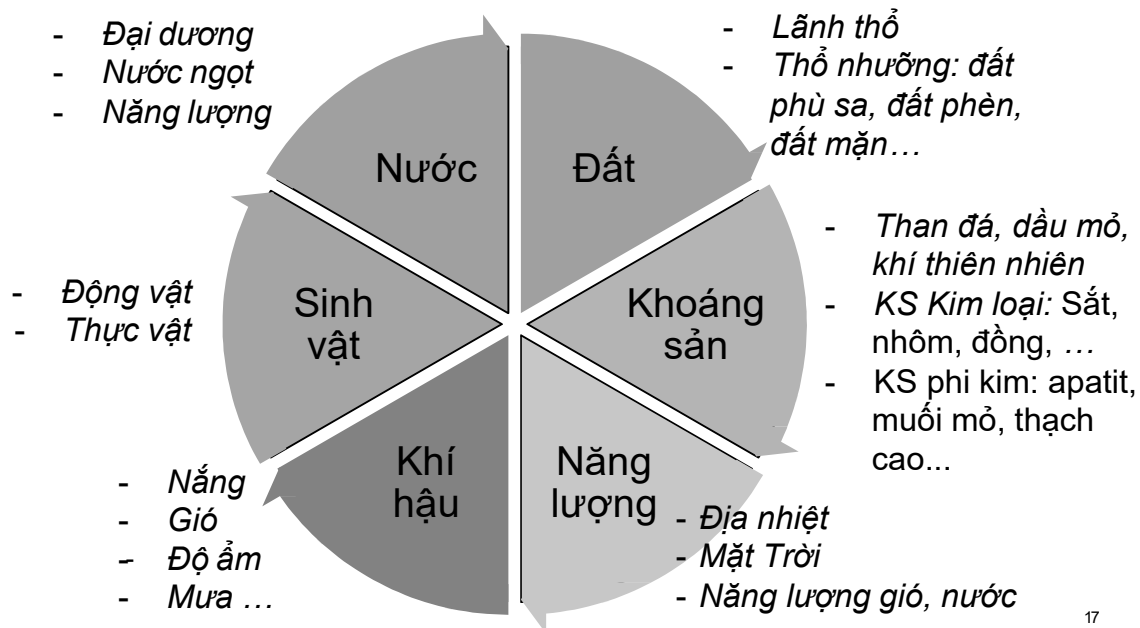 - Đại dương
- Nước ngọt
- Năng lượng
- Lãnh thổ
- Thổ nhưỡng: đất
phù sa, đất phèn,
đất mặn…
Nước
Đất
- Động vật
- Thực vật
Sinh
vật
Khoáng
sản
- Than đá, dầu mỏ,
khí thiên nhiên
- KS Kim loại: Sắt,
nhôm, đồng, …
- KS phi kim: apatit,
muối mỏ, thạch
cao...
Khí
hậu
Năng
lượng
- Nắng
- Gió
- Độ ẩm
- Mưa …
- Địa nhiệt
- Mặt Trời
- Năng lượng gió, nước
17